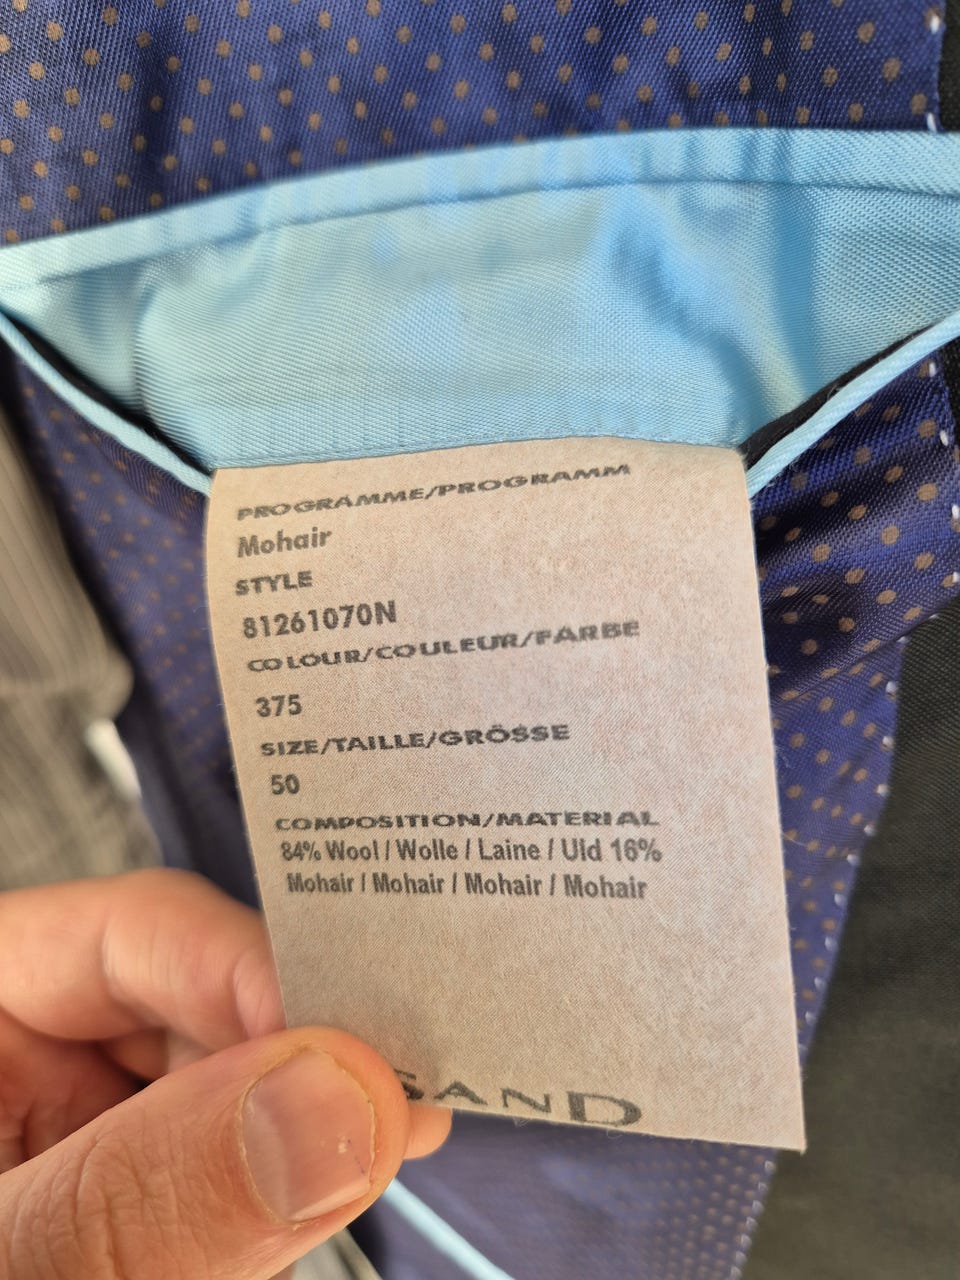 PROGRAMME/PROGRAMM
Mohair
STYLE
81261070N
COLOUR/COULEUR/FARBE
375
SIZE/TAILLE/GRÖSSE
50
COMPOSITION/MATERIAL
84% Wool / Wolle / Laine / Uld 16%
Mohair / Mohair / Mohair / Mohair
SAND